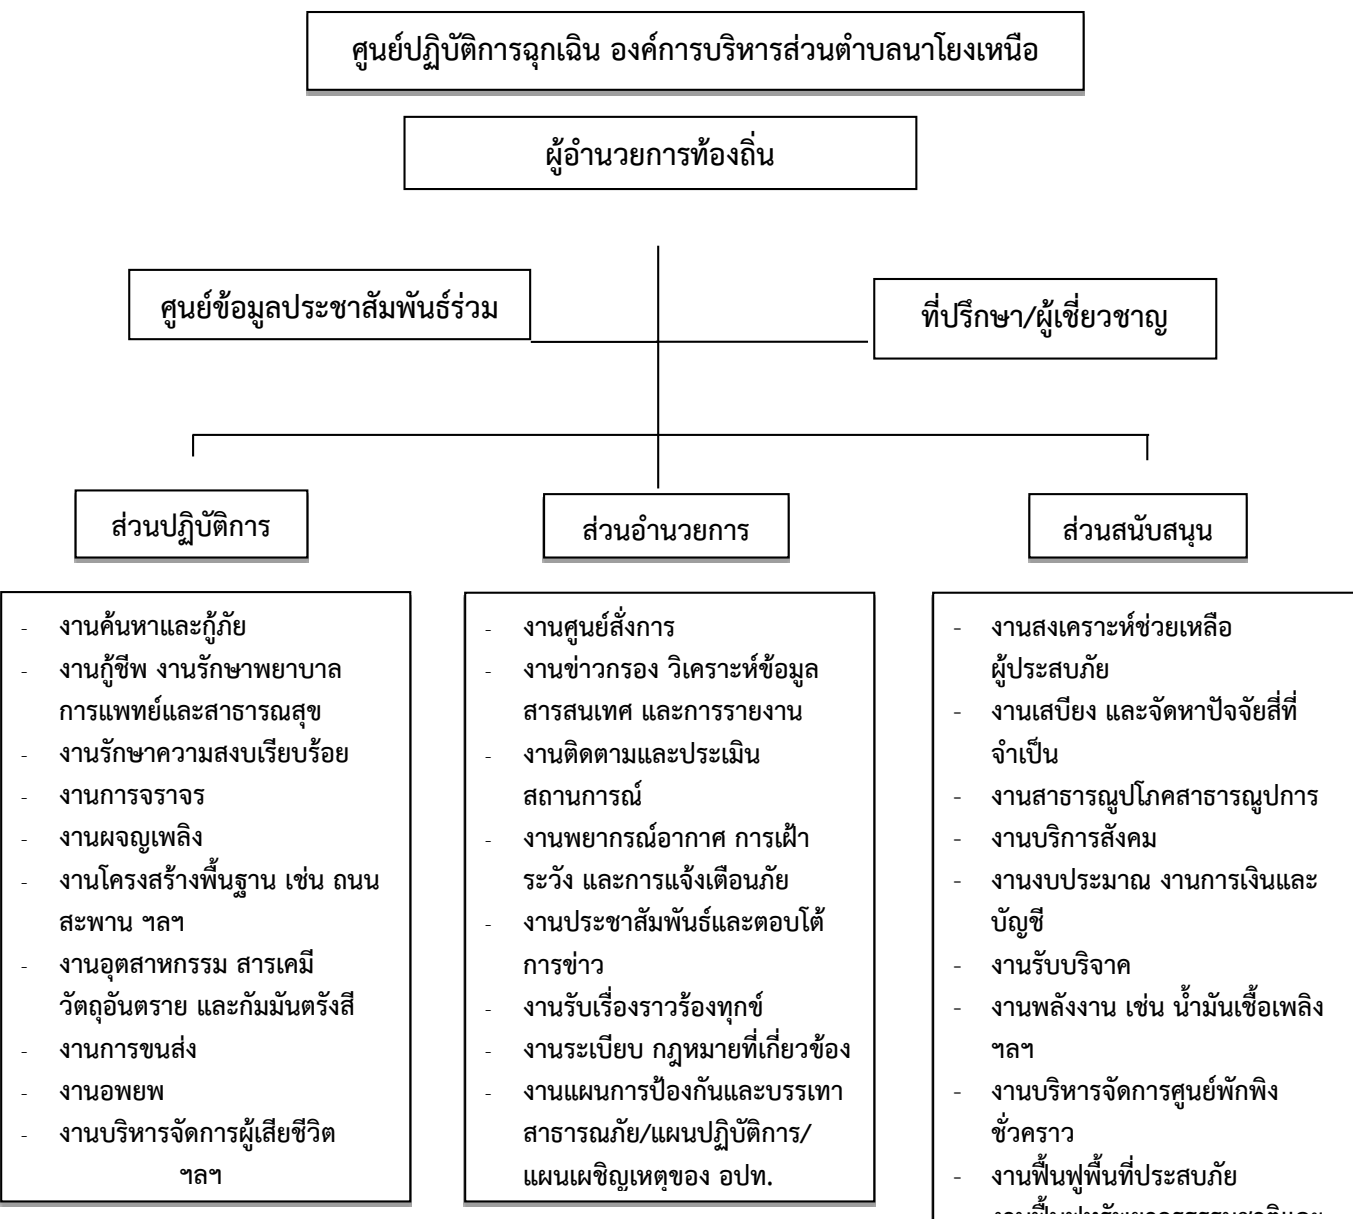 ศูนย์ปฏิบัติการฉุกเฉิน องค์การบริหารส่วนตำบลนาโยงเหนือ
ผู้อำนวยการท้องถิ่น
ศูนย์ข้อมูลประชาสัมพันธ์ร่วม
ที่ปรึกษา/ผู้เชี่ยวชาญ
ส่วนปฏิบัติการ
ส่วนอำนวยการ
ส่วนสนับสนุน
- งานค้นหาและกู้ภัย
- งานกู้ชีพ งานรักษาพยาบาล
การแพทย์และสาธารณสุข
- งานรักษาความสงบเรียบร้อย
- งานการจราจร
- งานผจญเพลิง
- งานโครงสร้างพื้นฐาน เช่น ถนน
สะพาน ฯลฯ
- งานอุตสาหกรรม สารเคมี
วัตถุอันตราย และกัมมันตรังสี
- งานการขนส่ง
- งานอพยพ
- งานบริหารจัดการผู้เสียชีวิต
ฯลฯ
- งานศูนย์สั่งการ
- งานข่าวกรอง วิเคราะห์ข้อมูล
สารสนเทศ และการรายงาน
- งานติดตามและประเมิน
สถานการณ์
- งานพยากรณ์อากาศ การเฝ้า
ระวัง และการแจ้งเตือนภัย
- งานประชาสัมพันธ์และตอบโต้
การข่าว
- งานรับเรื่องราวร้องทุกข์
- งานระเบียบ กฎหมายที่เกี่ยวข้อง
- งานแผนการป้องกันและบรรเทา
สาธารณภัย/แผนปฏิบัติการ/
แผนเผชิญเหตุของ อปท.
- งานสงเคราะห์ช่วยเหลือ
ผู้ประสบภัย
- งานเสบียง และจัดหาปัจจัยสี่ที่
จำเป็น
- งานสาธารณูปโภคสาธารณูปการ
- งานบริการสังคม
- งานงบประมาณ งานการเงินและ
บัญชี
- งานรับบริจาค
- งานพลังงาน เช่น น้ำมันเชื้อเพลิง
ฯลฯ
- งานบริหารจัดการศูนย์พักพิง
ชั่วคราว
- งานฟื้นฟูพื้นที่ประสบภัย